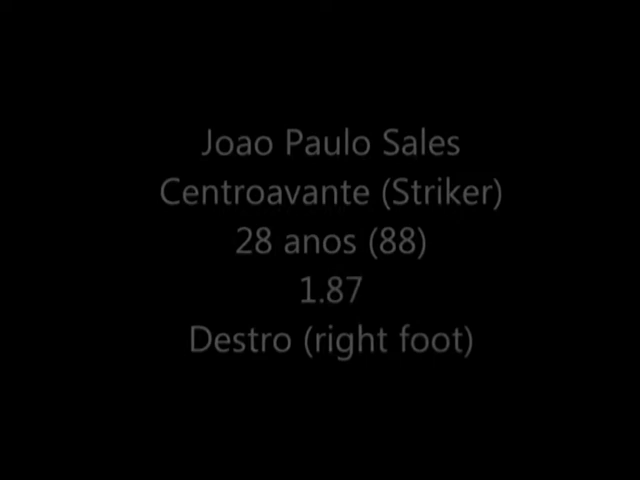 Joao Paulo Sales
Centroavante (Striker)
28 anos (88)
1.87
Destro (right foot)